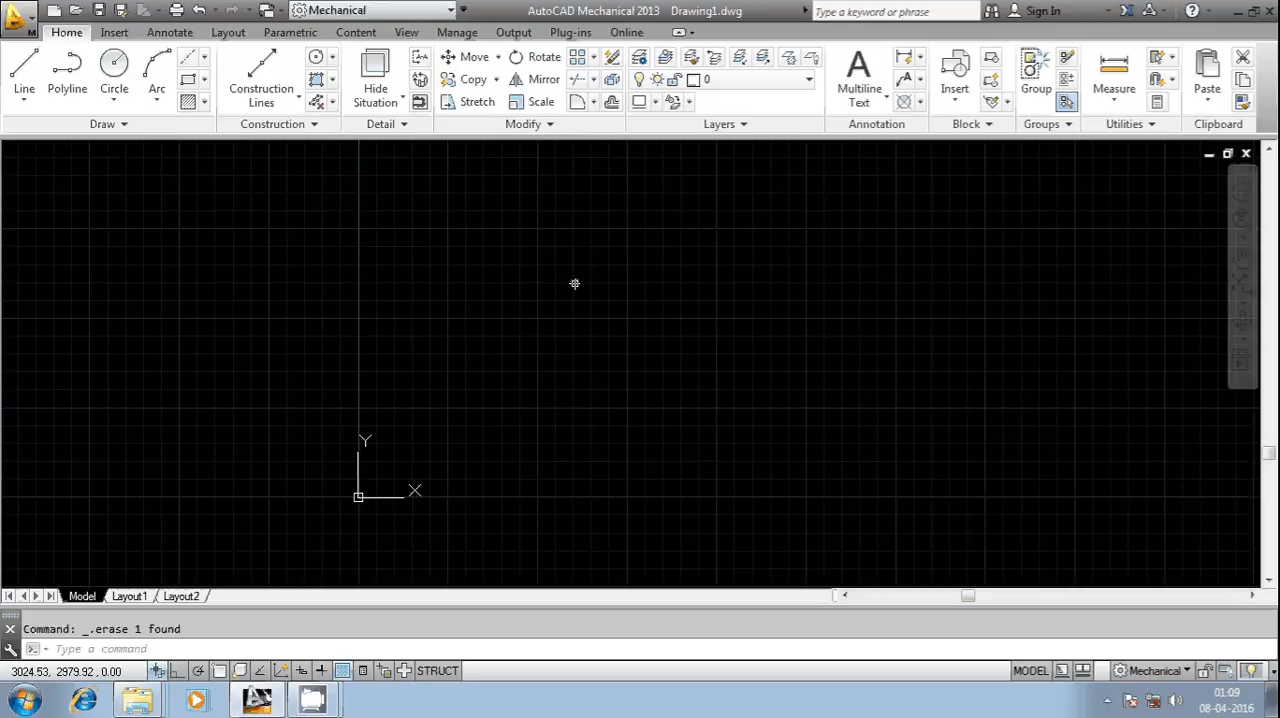 Mechanical
AutoCAD Mechanical 2013 Drawing1.dwg
Type a keyword or phrase
Sign In
M
Home Insert Annotate Layout Parametric Content View Manage Output Plug-ins Online
Line
Polyline
Circle
Arc
Draw
Construction
Lines
Construction
Hide
Situation
Detail
Move
Rotate
Copy
Mirror
Stretch
Scale
Modify
0
Layers
A
Multiline
Text
Annotation
Insert
Block
Group
Groups
Measure
Utilities
Paste
Clipboard
Y
X
Model Layout1 Layout2
Command: _.erase 1 found
Type a command
3024.53, 2979.92, 0.00
STRUCT
MODEL
Mechanical
01:09
08-04-2016